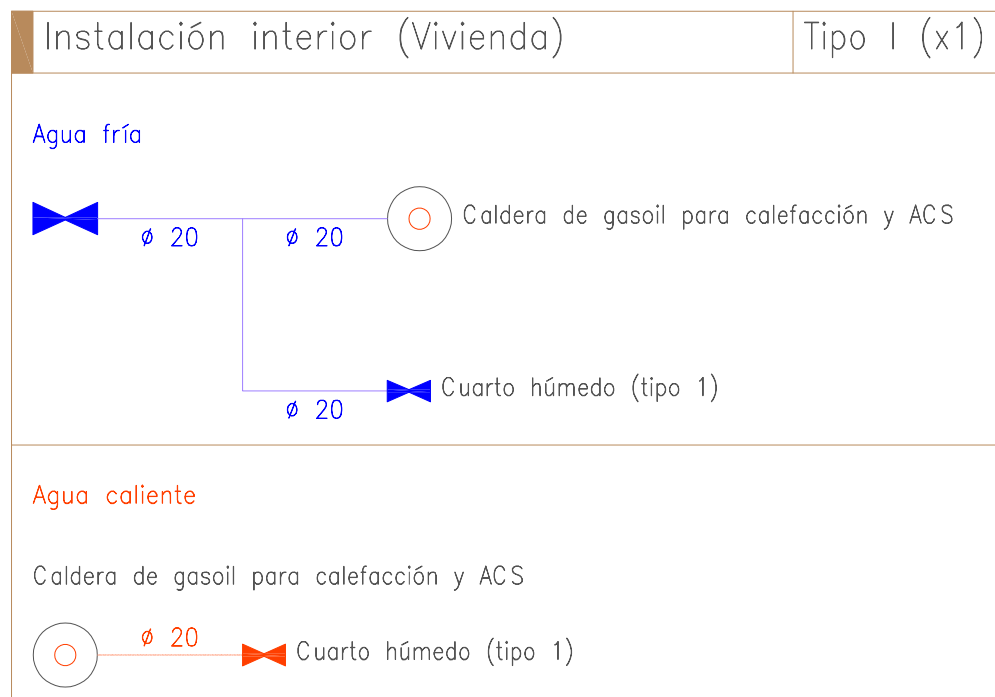 Instalación interior (Vivienda) Tipo I (x1)
Agua fría
Caldera de gasoil para calefacción y ACS
ø 20 ø 20
Cuarto húmedo (tipo 1)
ø 20
Agua caliente
Caldera de gasoil para calefacción y ACS
ø 20
Cuarto húmedo (tipo 1)